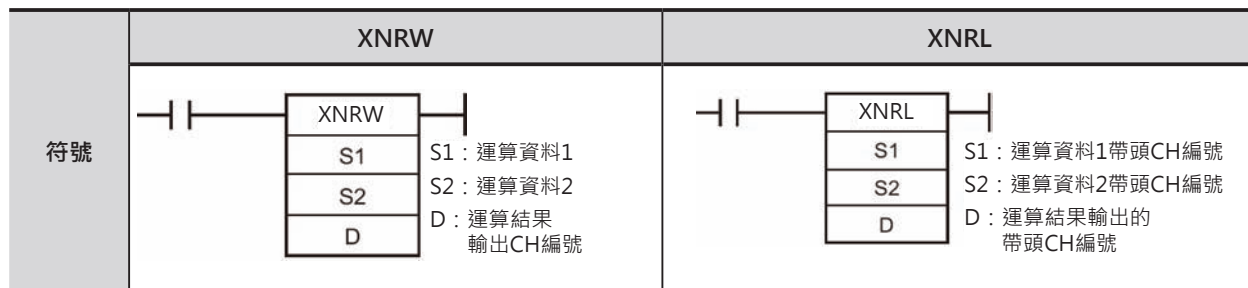 XNRW
XNRL
符號
XNRW
S1
S2
D
S1：運算資料1
S2：運算資料2
D：運算結果
輸出CH編號
XNRL
S1
S2
D
S1：運算資料1帶頭CH編號
S2：運算資料2帶頭CH編號
D：運算結果輸出的
帶頭CH編號